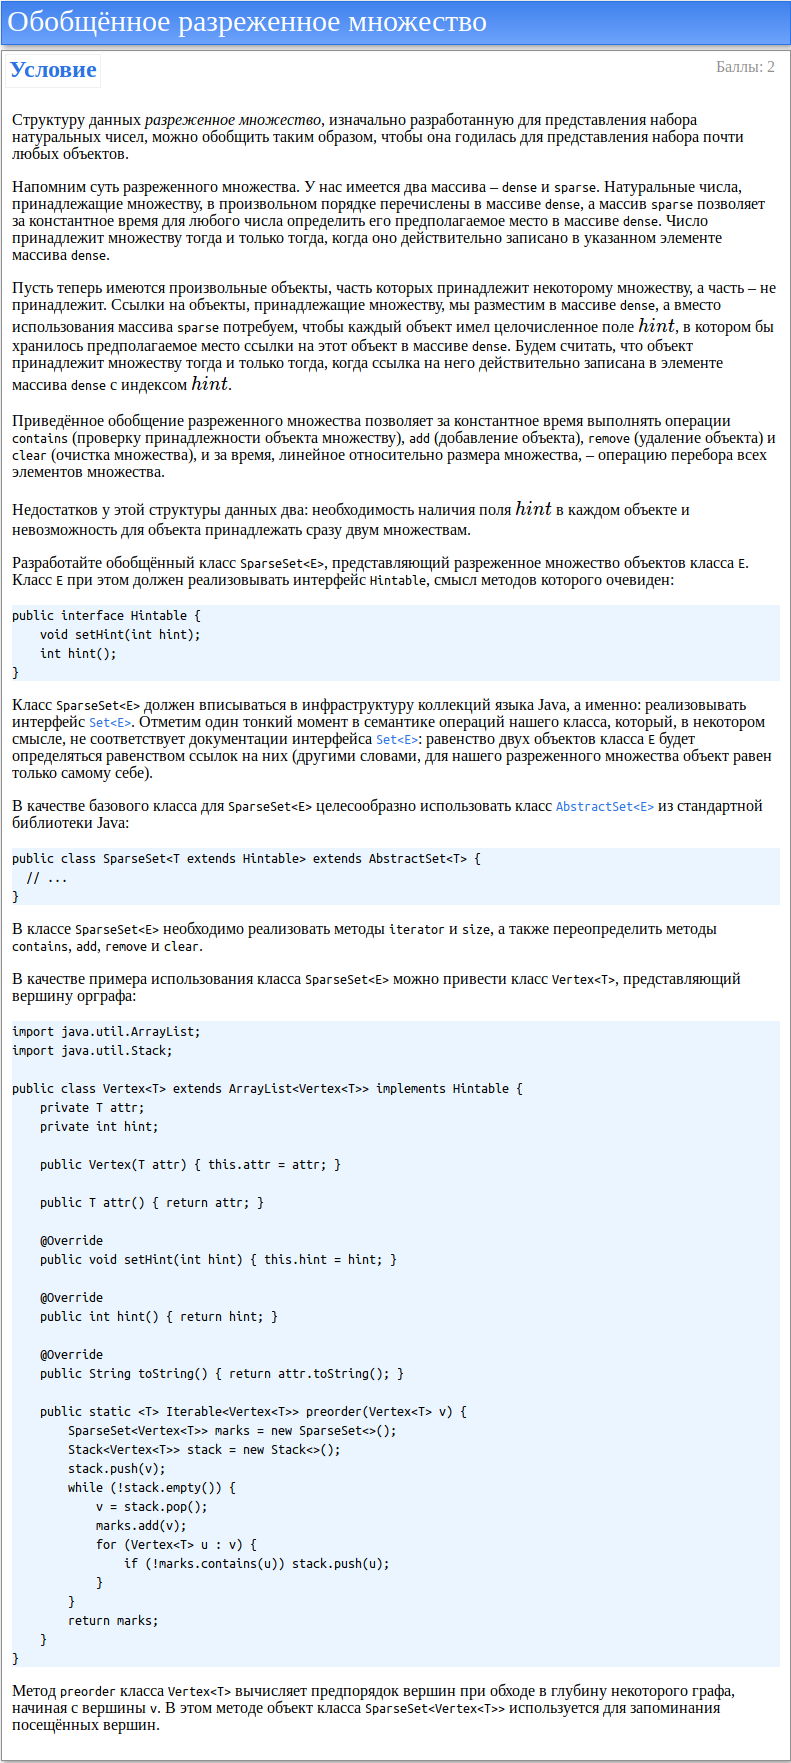 Обобщённое разреженное множество
Условие
Баллы: 2
Структуру данных разреженное множество, изначально разработанную для представления набора
натуральных чисел, можно обобщить таким образом, чтобы она годилась для представления набора почти
любых объектов.
Напомним суть разреженного множества. У нас имеется два массива – dense и sparse. Натуральные числа,
принадлежащие множеству, в произвольном порядке перечислены в массиве dense, а массив sparse позволяет
за константное время для любого числа определить его предполагаемое место в массиве dense. Число
принадлежит множеству тогда и только тогда, когда оно действительно записано в указанном элементе
массива dense.
Пусть теперь имеются произвольные объекты, часть которых принадлежит некоторому множеству, а часть – не
принадлежит. Ссылки на объекты, принадлежащие множеству, мы разместим в массиве dense, а вместо
использования массива sparse потребуем, чтобы каждый объект имел целочисленное поле hint, в котором бы
хранилось предполагаемое место ссылки на этот объект в массиве dense. Будем считать, что объект
принадлежит множеству тогда и только тогда, когда ссылка на него действительно записана в элементе
массива dense с индексом hint.
Приведённое обобщение разреженного множества позволяет за константное время выполнять операции
contains (проверку принадлежности объекта множеству), add (добавление объекта), remove (удаление объекта) и
clear (очистка множества), и за время, линейное относительно размера множества, – операцию перебора всех
элементов множества.
Недостатков у этой структуры данных два: необходимость наличия поля hint в каждом объекте и
невозможность для объекта принадлежать сразу двум множествам.
Разработайте обобщённый класс SparseSet<E>, представляющий разреженное множество объектов класса E.
Класс E при этом должен реализовывать интерфейс Hintable, смысл методов которого очевиден:
public interface Hintable {
    void setHint(int hint);
    int hint();
}
Класс SparseSet<E> должен вписываться в инфраструктуру коллекций языка Java, а именно: реализовывать
интерфейс Set<E>. Отметим один тонкий момент в семантике операций нашего класса, который, в некотором
смысле, не соответствует документации интерфейса Set<E>: равенство двух объектов класса E будет
определяться равенством ссылок на них (другими словами, для нашего разреженного множества объект равен
только самому себе).
В качестве базового класса для SparseSet<E> целесообразно использовать класс AbstractSet<E> из стандартной
библиотеки Java:
public class SparseSet<T extends Hintable> extends AbstractSet<T> {
  // ...
}
В классе SparseSet<E> необходимо реализовать методы iterator и size, а также переопределить методы
contains, add, remove и clear.
В качестве примера использования класса SparseSet<E> можно привести класс Vertex<T>, представляющий
вершину орграфа:
import java.util.ArrayList;
import java.util.Stack;
public class Vertex<T> extends ArrayList<Vertex<T>> implements Hintable {
    private T attr;
    private int hint;
    public Vertex(T attr) { this.attr = attr; }
    public T attr() { return attr; }
    @Override
    public void setHint(int hint) { this.hint = hint; }
    @Override
    public int hint() { return hint; }
    @Override
    public String toString() { return attr.toString(); }
    public static <T> Iterable<Vertex<T>> preorder(Vertex<T> v) {
        SparseSet<Vertex<T>> marks = new SparseSet<>();
        Stack<Vertex<T>> stack = new Stack<>();
        stack.push(v);
        while (!stack.empty()) {
            v = stack.pop();
            marks.add(v);
            for (Vertex<T> u : v) {
                if (!marks.contains(u)) stack.push(u);
            }
        }
        return marks;
    }
}
Метод preorder класса Vertex<T> вычисляет предпорядок вершин при обходе в глубину некоторого графа,
начиная с вершины v. В этом методе объект класса SparseSet<Vertex<T>> используется для запоминания
посещённых вершин.